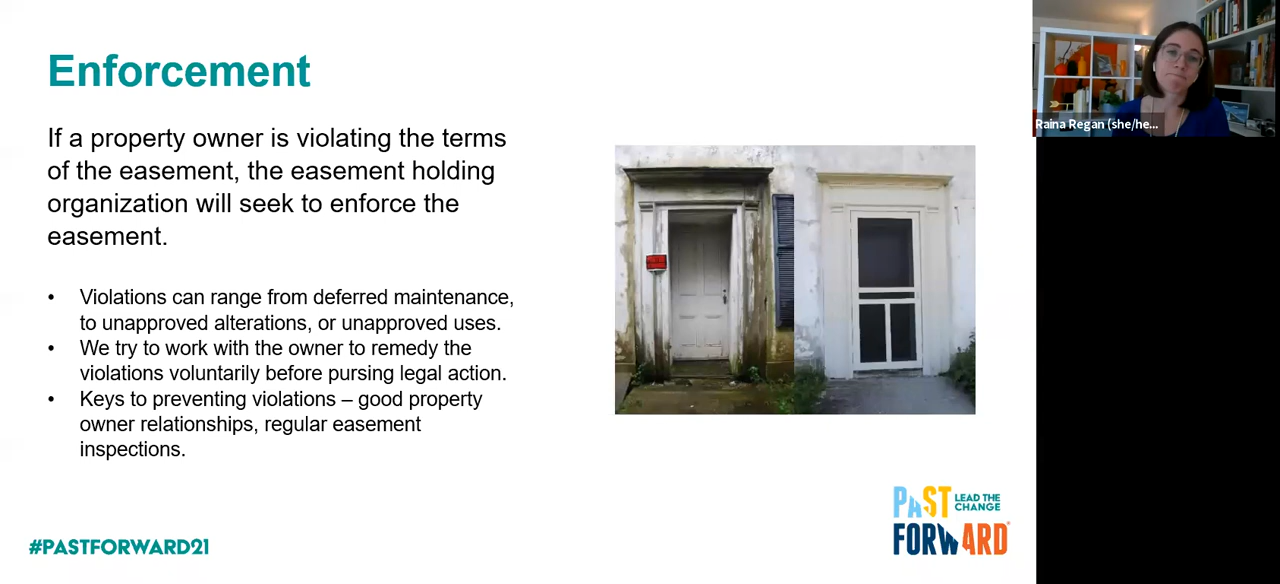 Enforcement
If a property owner is violating the terms
of the easement, the easement holding
organization will seek to enforce the
easement.
• Violations can range from deferred maintenance,
to unapproved alterations, or unapproved uses.
• We try to work with the owner to remedy the
violations voluntarily before pursing legal action.
• Keys to preventing violations – good property
owner relationships, regular easement
inspections.
#PASTFORWARD21
PAST LEAD THE
CHANGE
FORWARD®
Raina Regan (she/he...